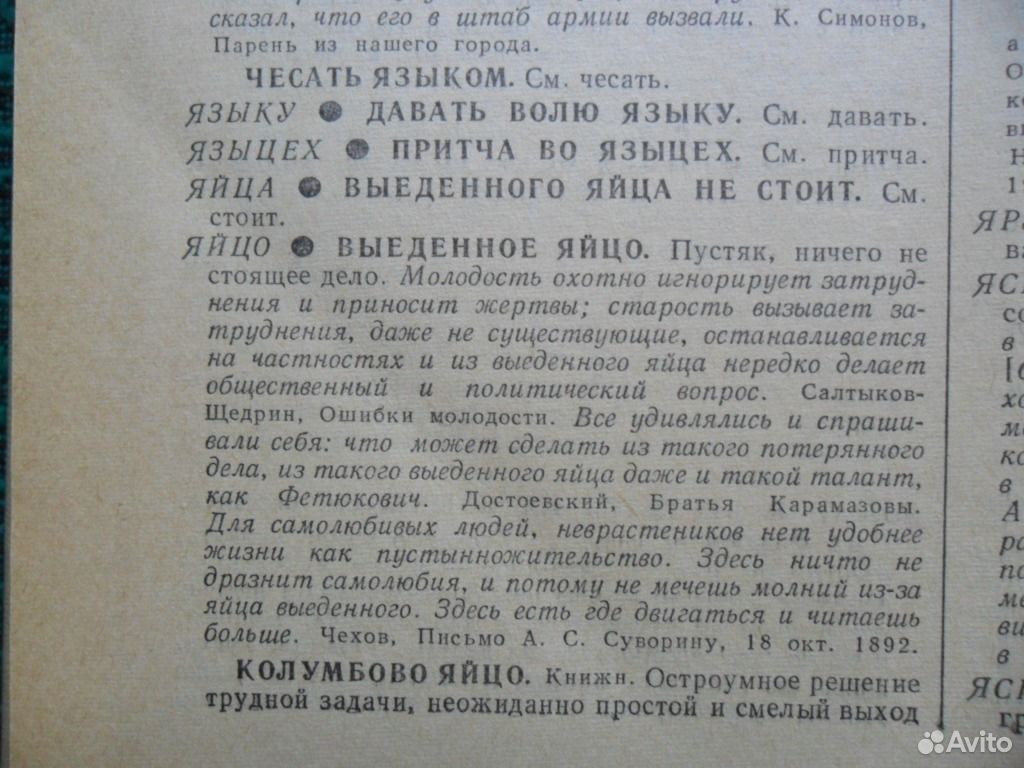 сказал, что его в штаб армии вызвали. К. Симонов,
Парень из нашего города.
ЧЕСАТЬ ЯЗЫКОМ. См. чесать.
ЯЗЫКУ ● ДАВАТЬ ВОЛЮ ЯЗЫКУ. См. давать.
ЯЗЫЦЕХ ● ПРИТЧА ВО ЯЗЫЦЕХ. См. притча.
ЯЙЦА ● ВЫЕДЕННОГО ЯЙЦА НЕ СТОИТ. См.
стоит.
ЯЙЦО ● ВЫЕДЕННОЕ ЯЙЦО. Пустяк, ничего не
стоящее дело. Молодость охотно игнорирует затруд-
нения и приносит жертвы; старость вызывает за-
труднения, даже не существующие, останавливается
на частностях и из выеденного яйца нередко делает
общественный и политический вопрос. Салтыков-
Щедрин, Ошибки молодости. Все удивлялись и спраши-
вали себя: что может сделать из такого потерянного
дела, из такого выеденного яйца даже и такой талант,
как Фетюкович. Достоевский, Братья Карамазовы.
Для самолюбивых людей, неврастеников нет удобнее
жизни как пустынножительство. Здесь ничто не
дразнит самолюбия, и потому не мечешь молний из-за
яйца выеденного. Здесь есть где двигаться и читаешь
больше. Чехов, Письмо А. С. Суворину, 18 окт. 1892.
КОЛУМБОВО ЯЙЦО. Книжн. Остроумное решение
трудной задачи, неожиданно простой и смелый выход
Avito